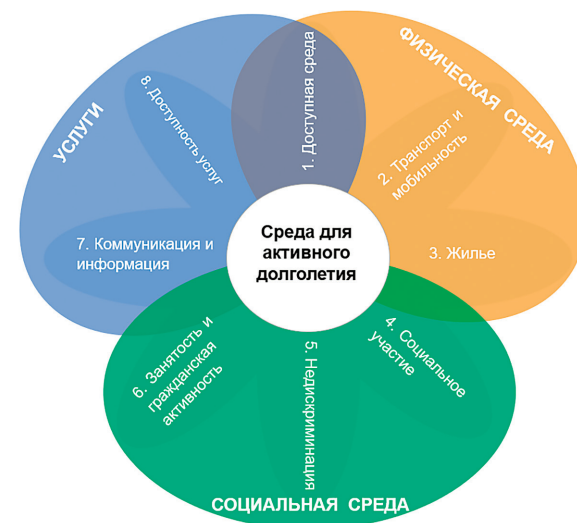 УСЛУГИ
ФИЗИЧЕСКАЯ СРЕДА
СОЦИАЛЬНАЯ СРЕДА
Среда для
активного
долголетия
1. Доступная среда
2. Транспорт и
мобильность
3. Жилье
4. Социальное
участие
5. Недискриминация
6. Занятость и
гражданская
активность
7. Коммуникация и
информация
8. Доступность услуг